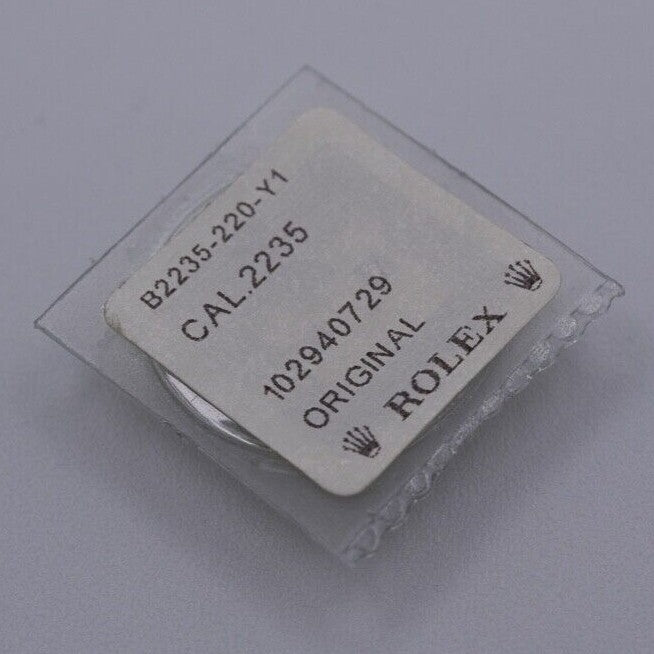 B2235-220-Y1
CAL.2235
102940729
ORIGINAL
ROLEX